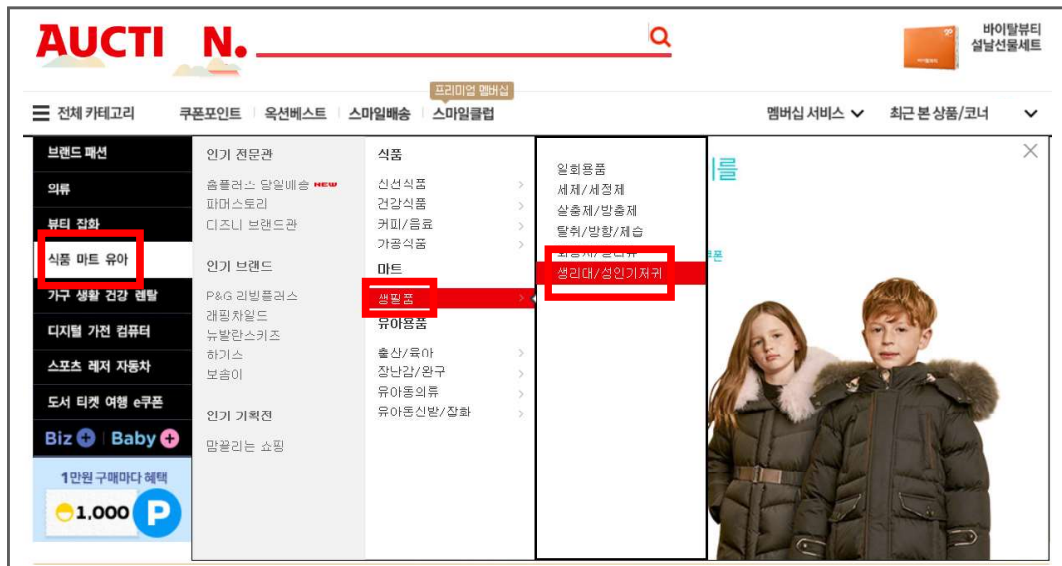 AUCTI N.
바이탈뷰티
설날선물세트
프리미엄 멤버십
전체 카테고리
쿠폰포인트
옥션베스트
스마일배송
스마일클럽
멤버십 서비스
최근 본 상품/코너
브랜드 패션
의류
뷰티 잡화
식품 마트 유아
가구 생활 건강 렌탈
디지털 가전 컴퓨터
스포츠 레저 자동차
도서 티켓 여행 e쿠폰
Biz Baby
1만원 구매마다 혜택
1,000 P
인기 전문관
홈플러스 당일배송 NEW
파머스토리
디즈니 브랜드관
인기 브랜드
P&G 리빙플러스
래핑차일드
뉴발란스키즈
하기스
보솜이
인기 기획전
맘끌리는 쇼핑
식품
신선식품
건강식품
커피/음료
가공식품
마트
생필품
유아용품
출산/육아
장난감/완구
유아동의류
유아동신발/잡화
일회용품
세제/세정제
살충제/방충제
탈취/방향/제습
생리대/성인기저귀
를
쿠폰